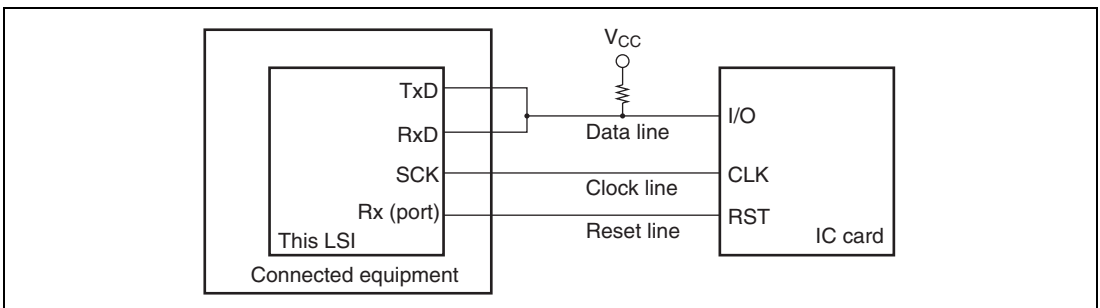 VCC
TxD
I/O
RxD
Data line
SCK
CLK
Clock line
Rx (port)
RST
Reset line
This LSI
IC card
Connected equipment